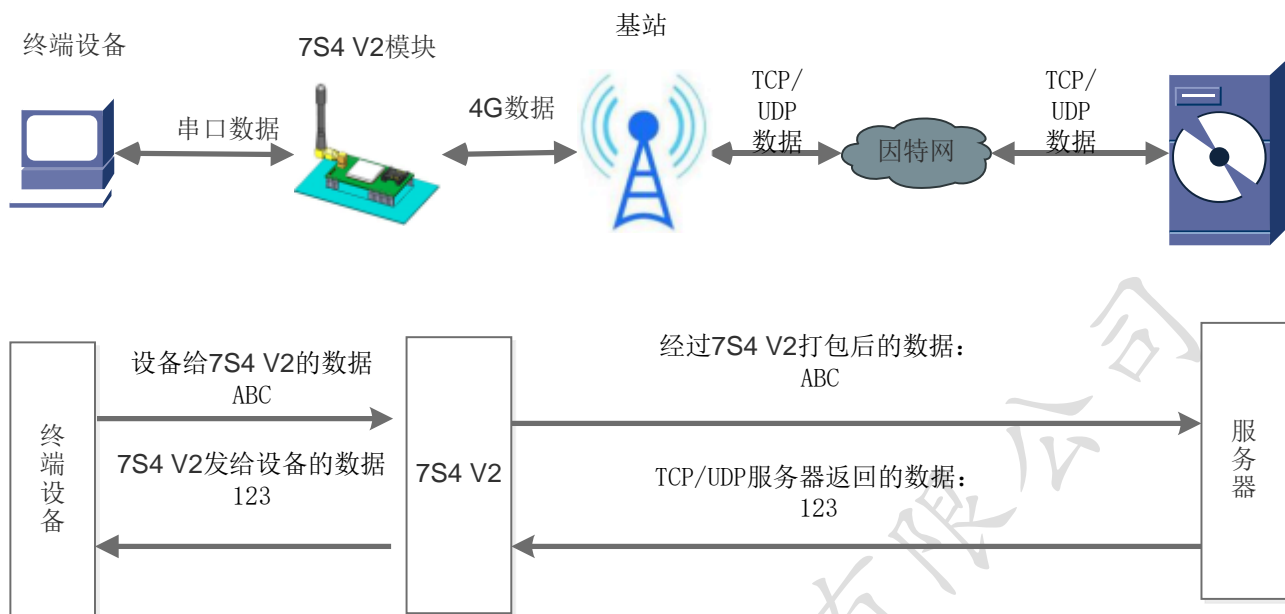 终端设备
7S4 V2模块
基站
串口数据
4G数据
TCP/
UDP
数据
因特网
TCP/
UDP
数据
设备给7S4 V2的数据
ABC
经过7S4 V2打包后的数据：
ABC
终端设备
7S4 V2发给设备的数据
123
7S4 V2
TCP/UDP服务器返回的数据：
123
服务器
有限公司